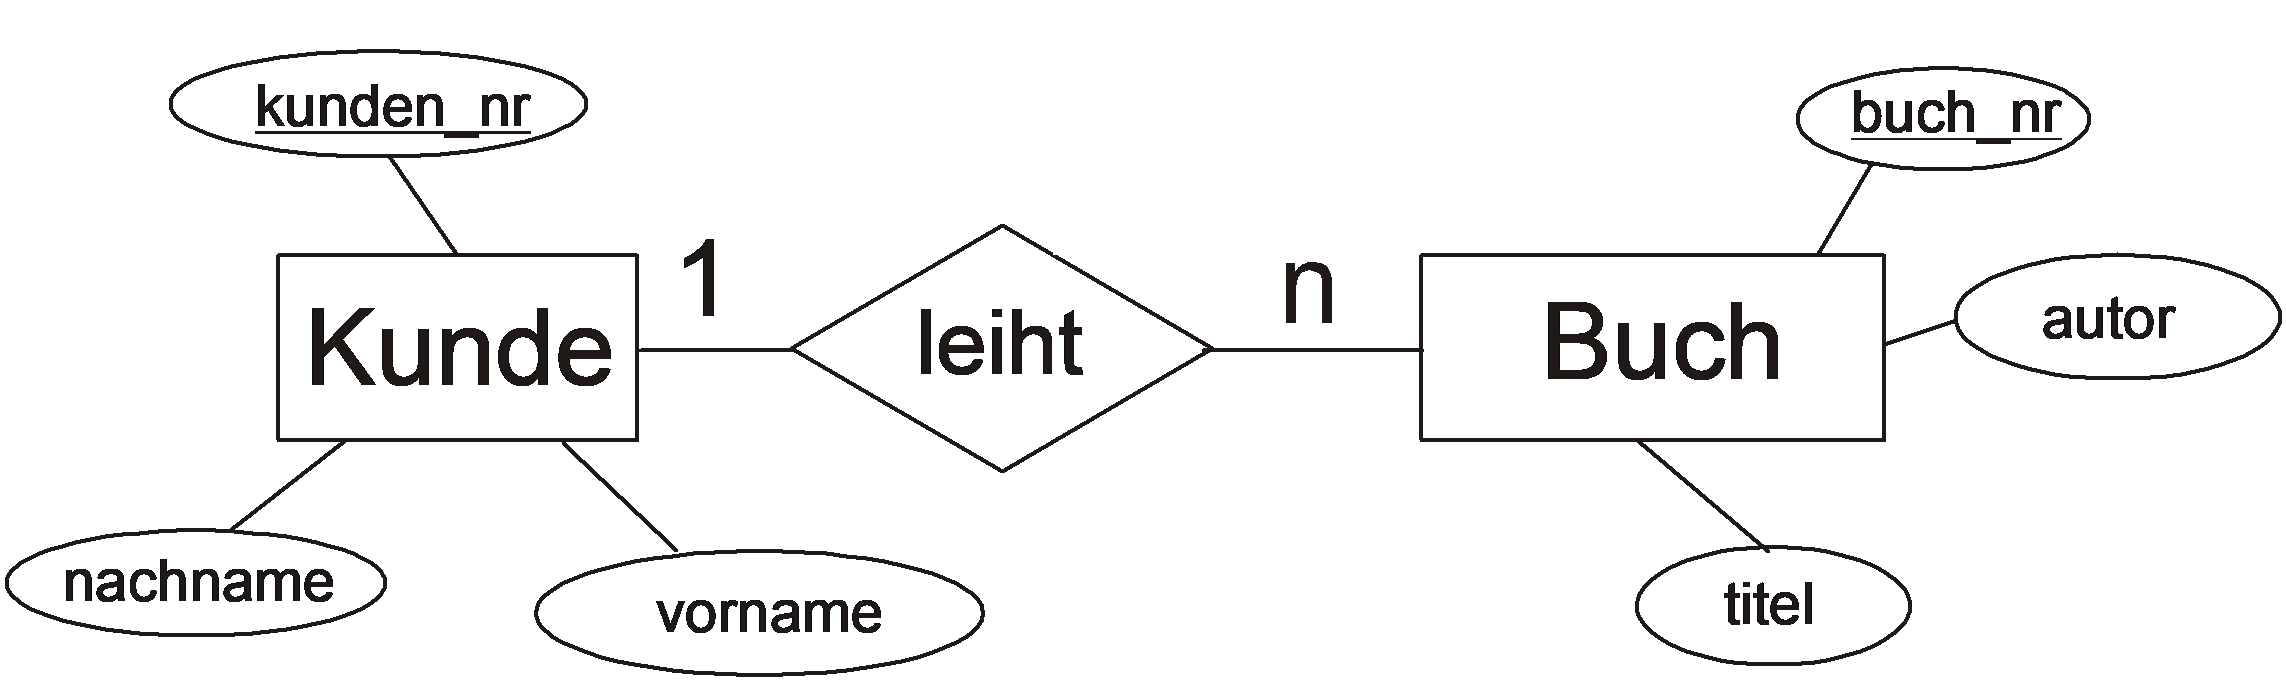 kunden_nr
buch_nr
Kunde
1
leiht
n
Buch
autor
nachname
vorname
titel